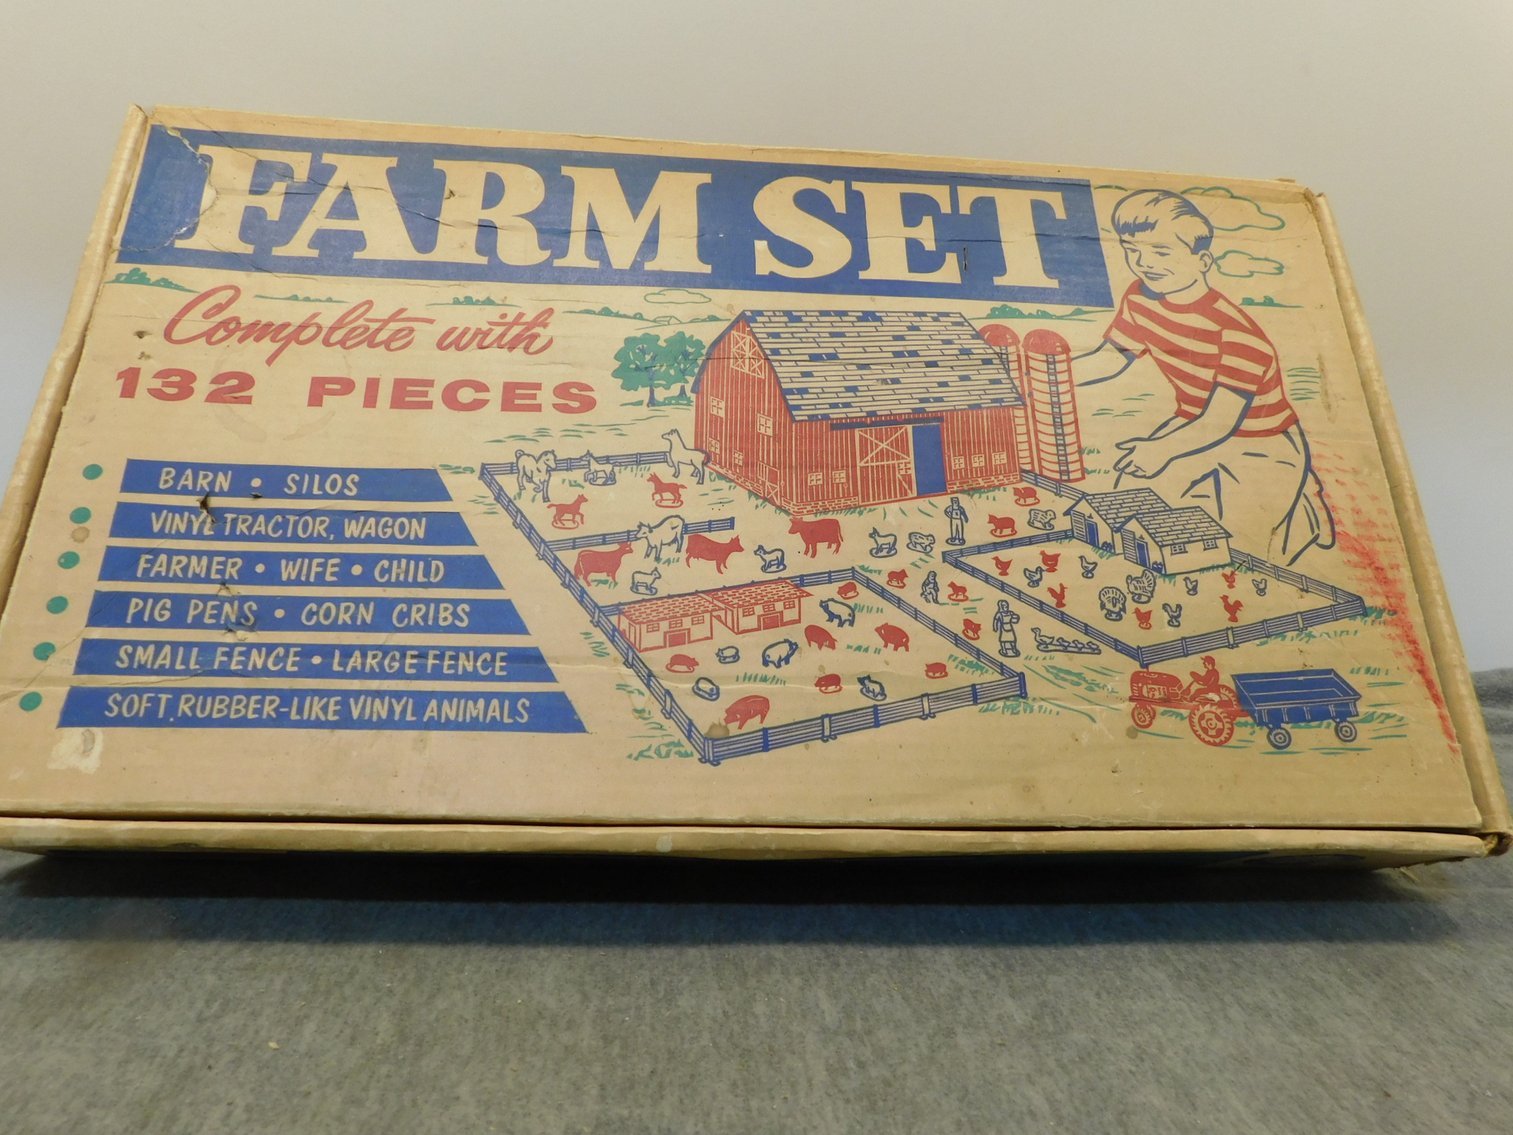 FARM SET
Complete with
132 PIECES
BARN • SILOS
VINYL TRACTOR, WAGON
FARMER • WIFE • CHILD
PIG PENS • CORN CRIBS
SMALL FENCE • LARGE FENCE
SOFT, RUBBER-LIKE VINYL ANIMALS